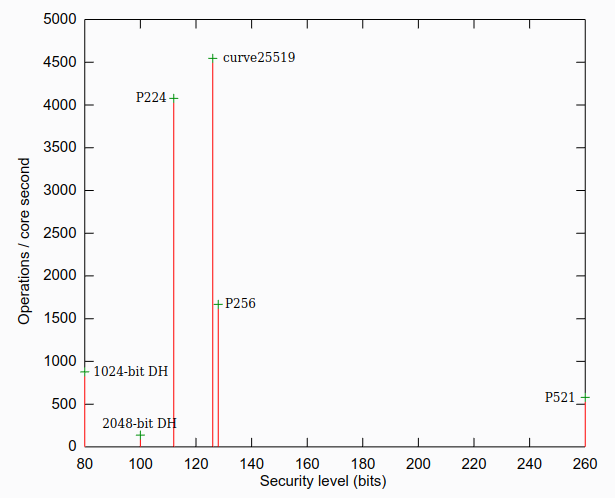 5000
4500
4000
3500
3000
2500
2000
1500
1000
500
0
Operations / core second
curve25519
P224
P256
1024-bit DH
P521
2048-bit DH
80 100 120 140 160 180 200 220 240 260
Security level (bits)